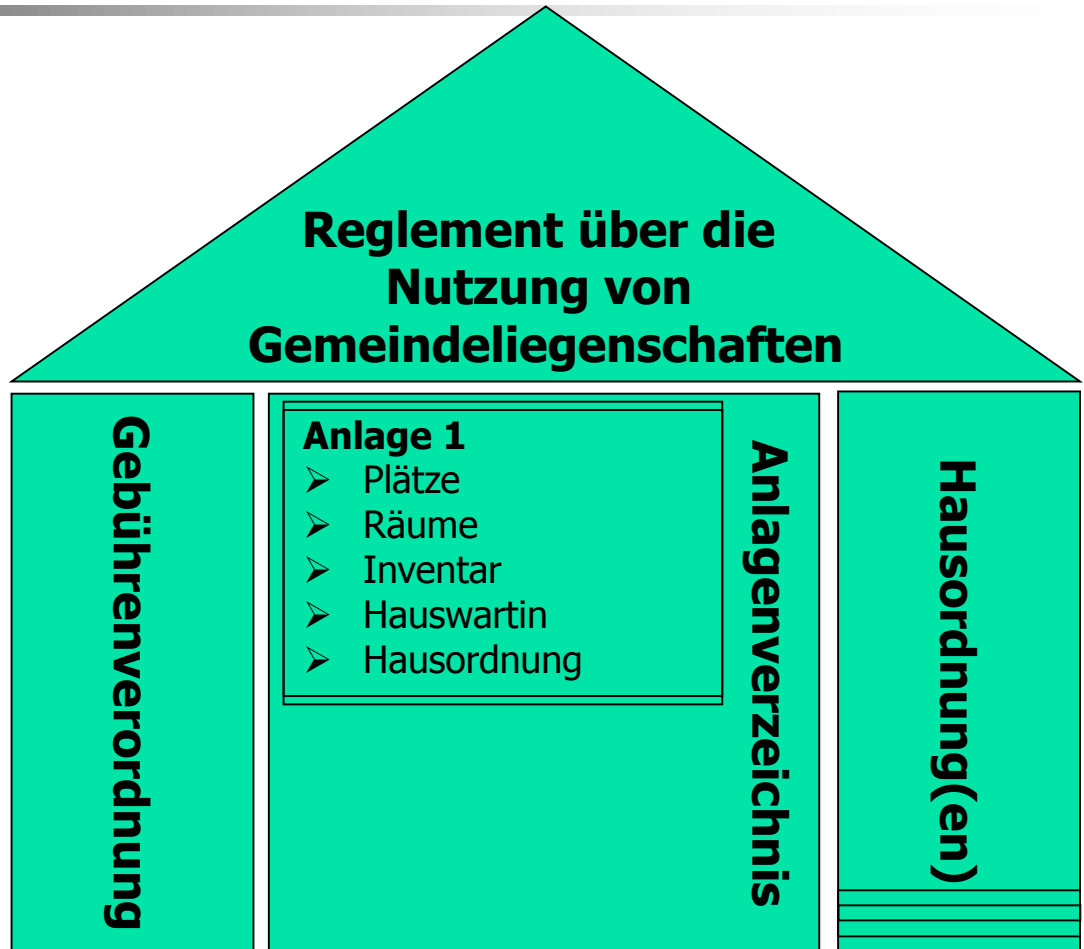 Reglement über die
Nutzung von
Gemeindeliegenschaften
Gebührenverordnung
Anlage 1
➢ Plätze
➢ Räume
➢ Inventar
➢ Hauswartin
➢ Hausordnung
Anlagenverzeichnis
Hausordnung(en)